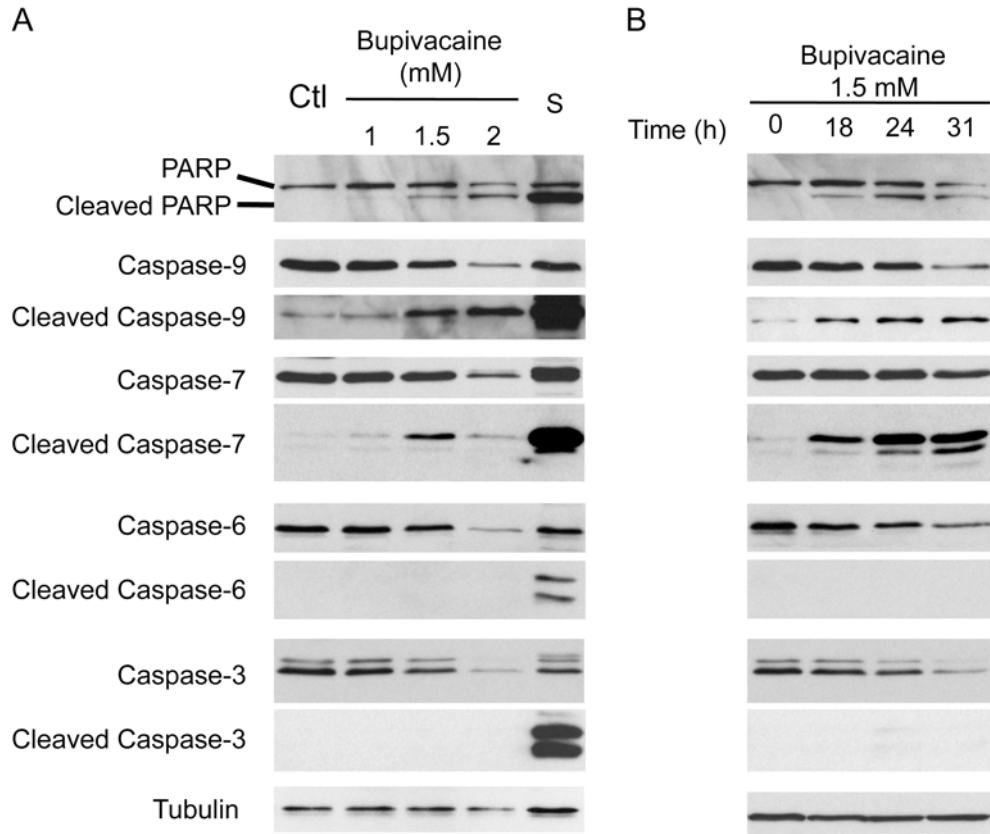 A
Bupivacaine
(mM)
Ctl
S
1 1.5 2
PARP
Cleaved PARP
Caspase-9
Cleaved Caspase-9
Caspase-7
Cleaved Caspase-7
Caspase-6
Cleaved Caspase-6
Caspase-3
Cleaved Caspase-3
Tubulin
B
Bupivacaine
1.5 mM
Time (h) 0 18 24 31